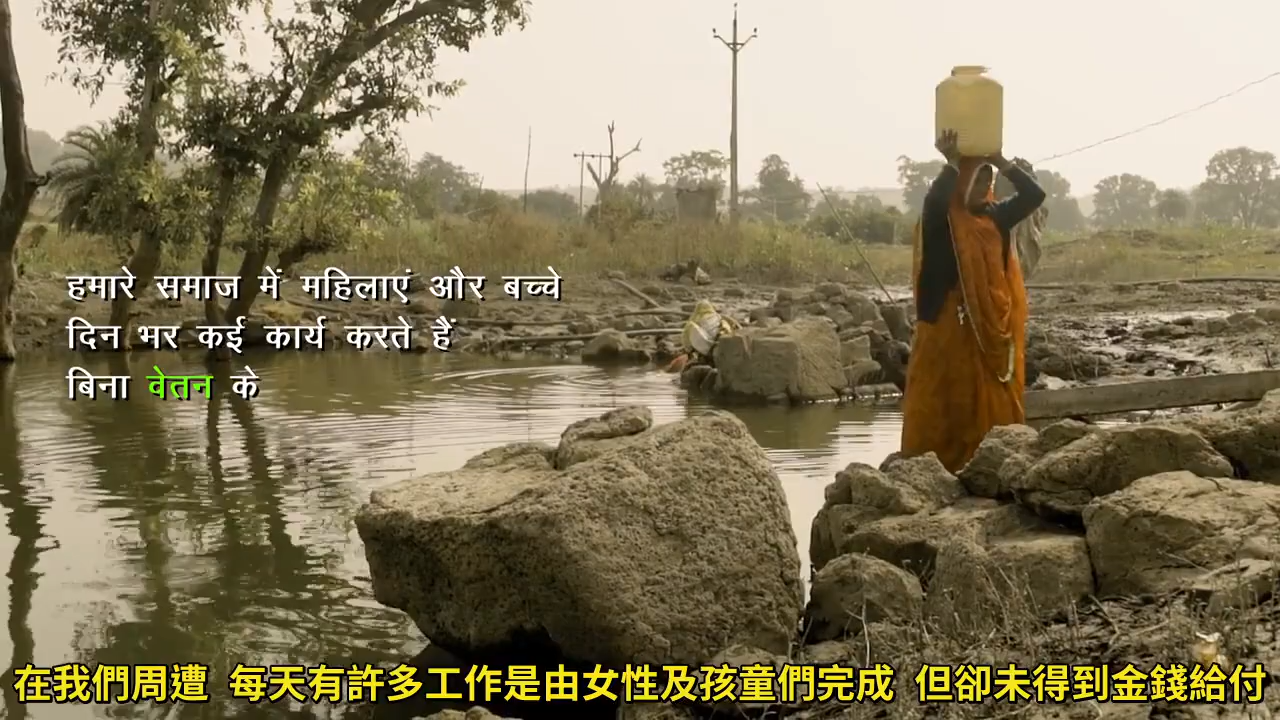 हमारे समाज में महिलाएं और बच्चे
दिन भर कई कार्य करते हैं
बिना वेतन के
在我們周遭 每天有許多工作是由女性及孩童們完成 但卻未得到金錢給付